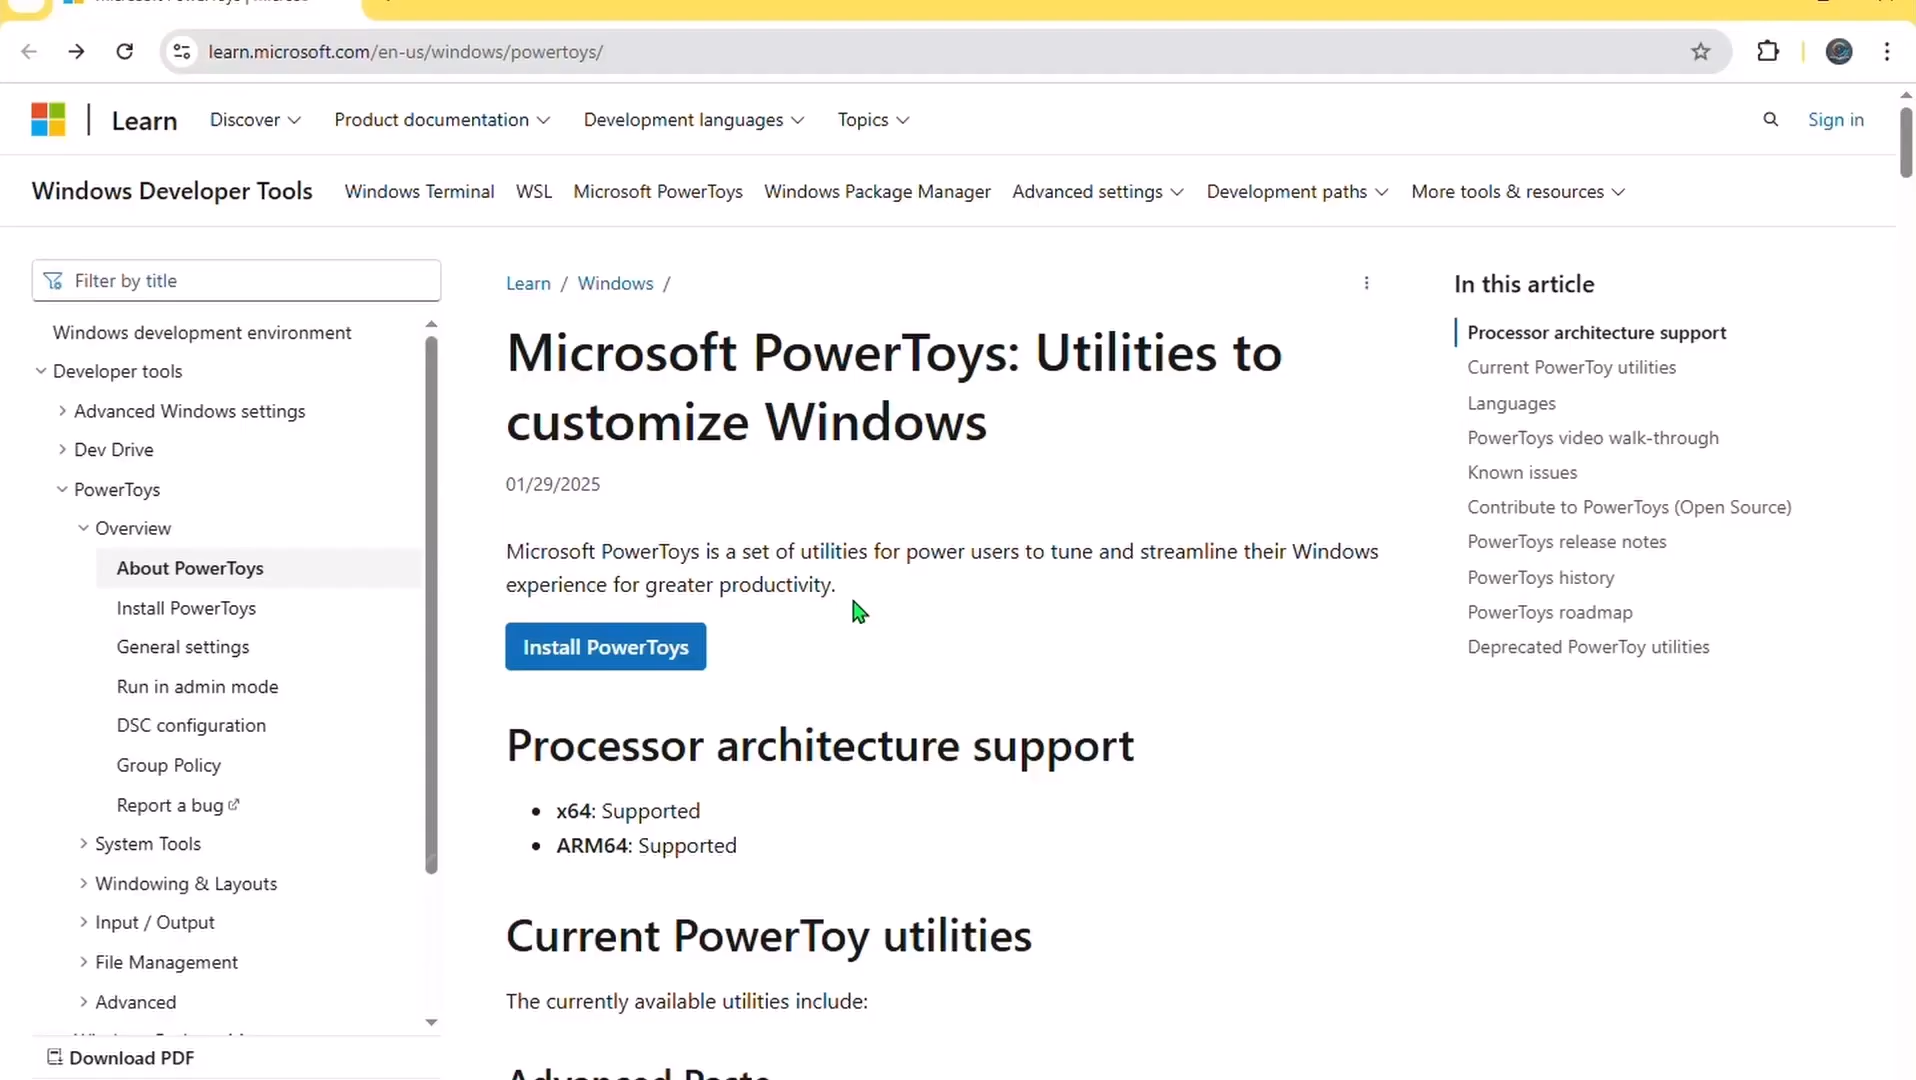 learn.microsoft.com/en-us/windows/powertoys/
Learn
Discover
Product documentation
Development languages
Topics
Sign in
Windows Developer Tools
Windows Terminal
WSL
Microsoft PowerToys
Windows Package Manager
Advanced settings
Development paths
More tools & resources
Filter by title
Windows development environment
Developer tools
Advanced Windows settings
Dev Drive
PowerToys
Overview
About PowerToys
Install PowerToys
General settings
Run in admin mode
DSC configuration
Group Policy
Report a bug
System Tools
Windowing & Layouts
Input / Output
File Management
Advanced
Download PDF
Learn / Windows /
Microsoft PowerToys: Utilities to
customize Windows
01/29/2025
Microsoft PowerToys is a set of utilities for power users to tune and streamline their Windows
experience for greater productivity.
Install PowerToys
Processor architecture support
• x64: Supported
• ARM64: Supported
Current PowerToy utilities
The currently available utilities include:
Advanced Paste
In this article
Processor architecture support
Current PowerToy utilities
Languages
PowerToys video walk-through
Known issues
Contribute to PowerToys (Open Source)
PowerToys release notes
PowerToys history
PowerToys roadmap
Deprecated PowerToy utilities